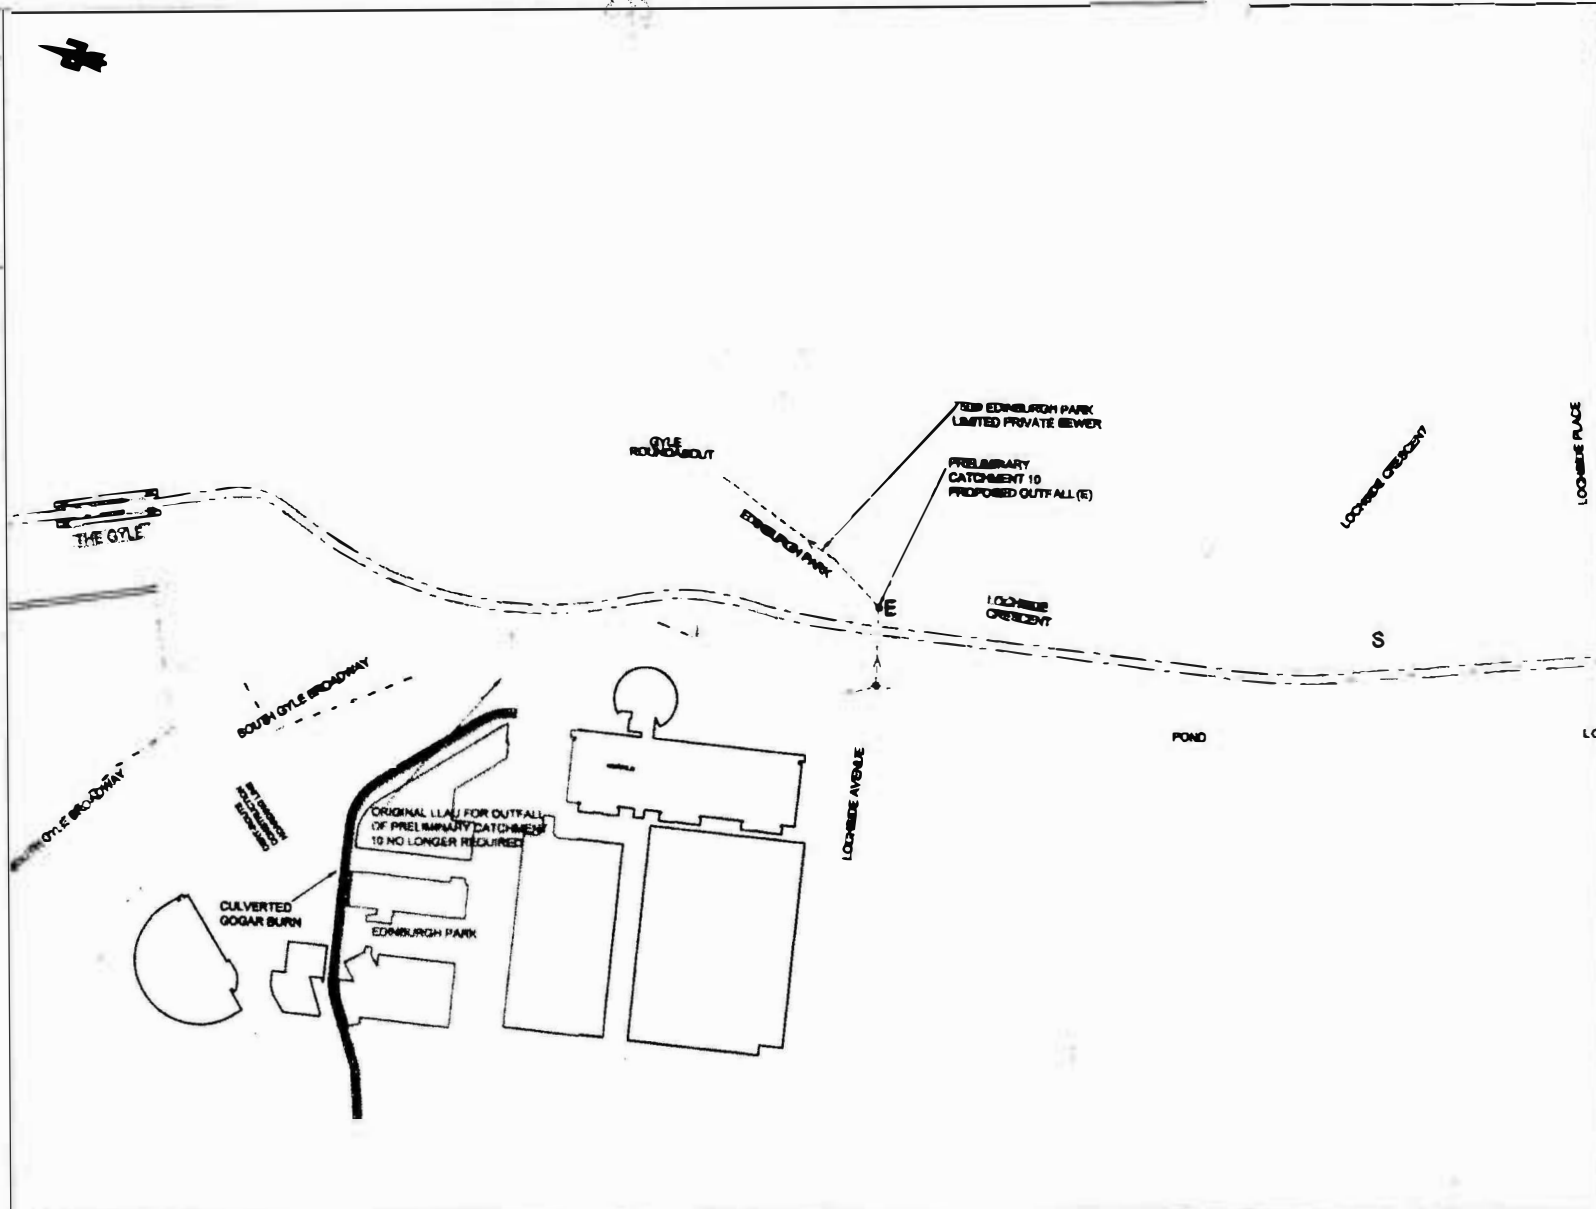 EDINBURGH PARK
LIMITED PRIVATE SEWER
GYLE
ROUNDABOUT
PRELIMINARY
CATCHMENT 10
PROPOSED OUTFALL (E)
LOCHSIDE CRESCENT
LOCHSIDE PLACE
THE GYLE
EDINBURGH PARK
E
LOCHSIDE
CRESCENT
S
SOUTH GYLE BROADWAY
POND
LO
SOUTH GYLE BROADWAY
LOCHSIDE AVENUE
ORIGINAL LLAU FOR OUTFALL
OF PRELIMINARY CATCHMENT
10 NO LONGER REQUIRED
CULVERTED
GOGAR BURN
EDINBURGH PARK